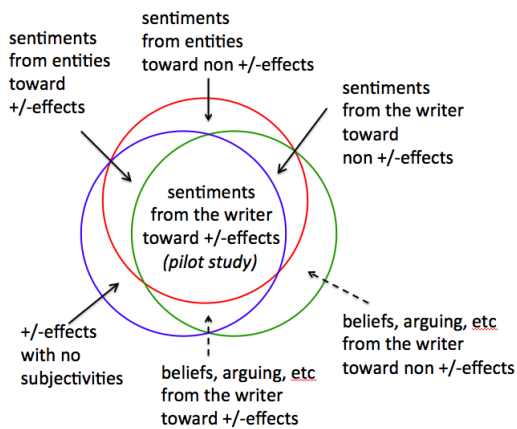 sentiments
from entities
toward
+/-effects
sentiments
from entities
toward non +/-effects
sentiments
from the writer
toward
non +/-effects
sentiments
from the writer
toward +/-effects
(pilot study)
+/-effects
with no
subjectivities
beliefs, arguing, etc
from the writer
toward +/-effects
beliefs, arguing, etc
from the writer
toward non +/-effects